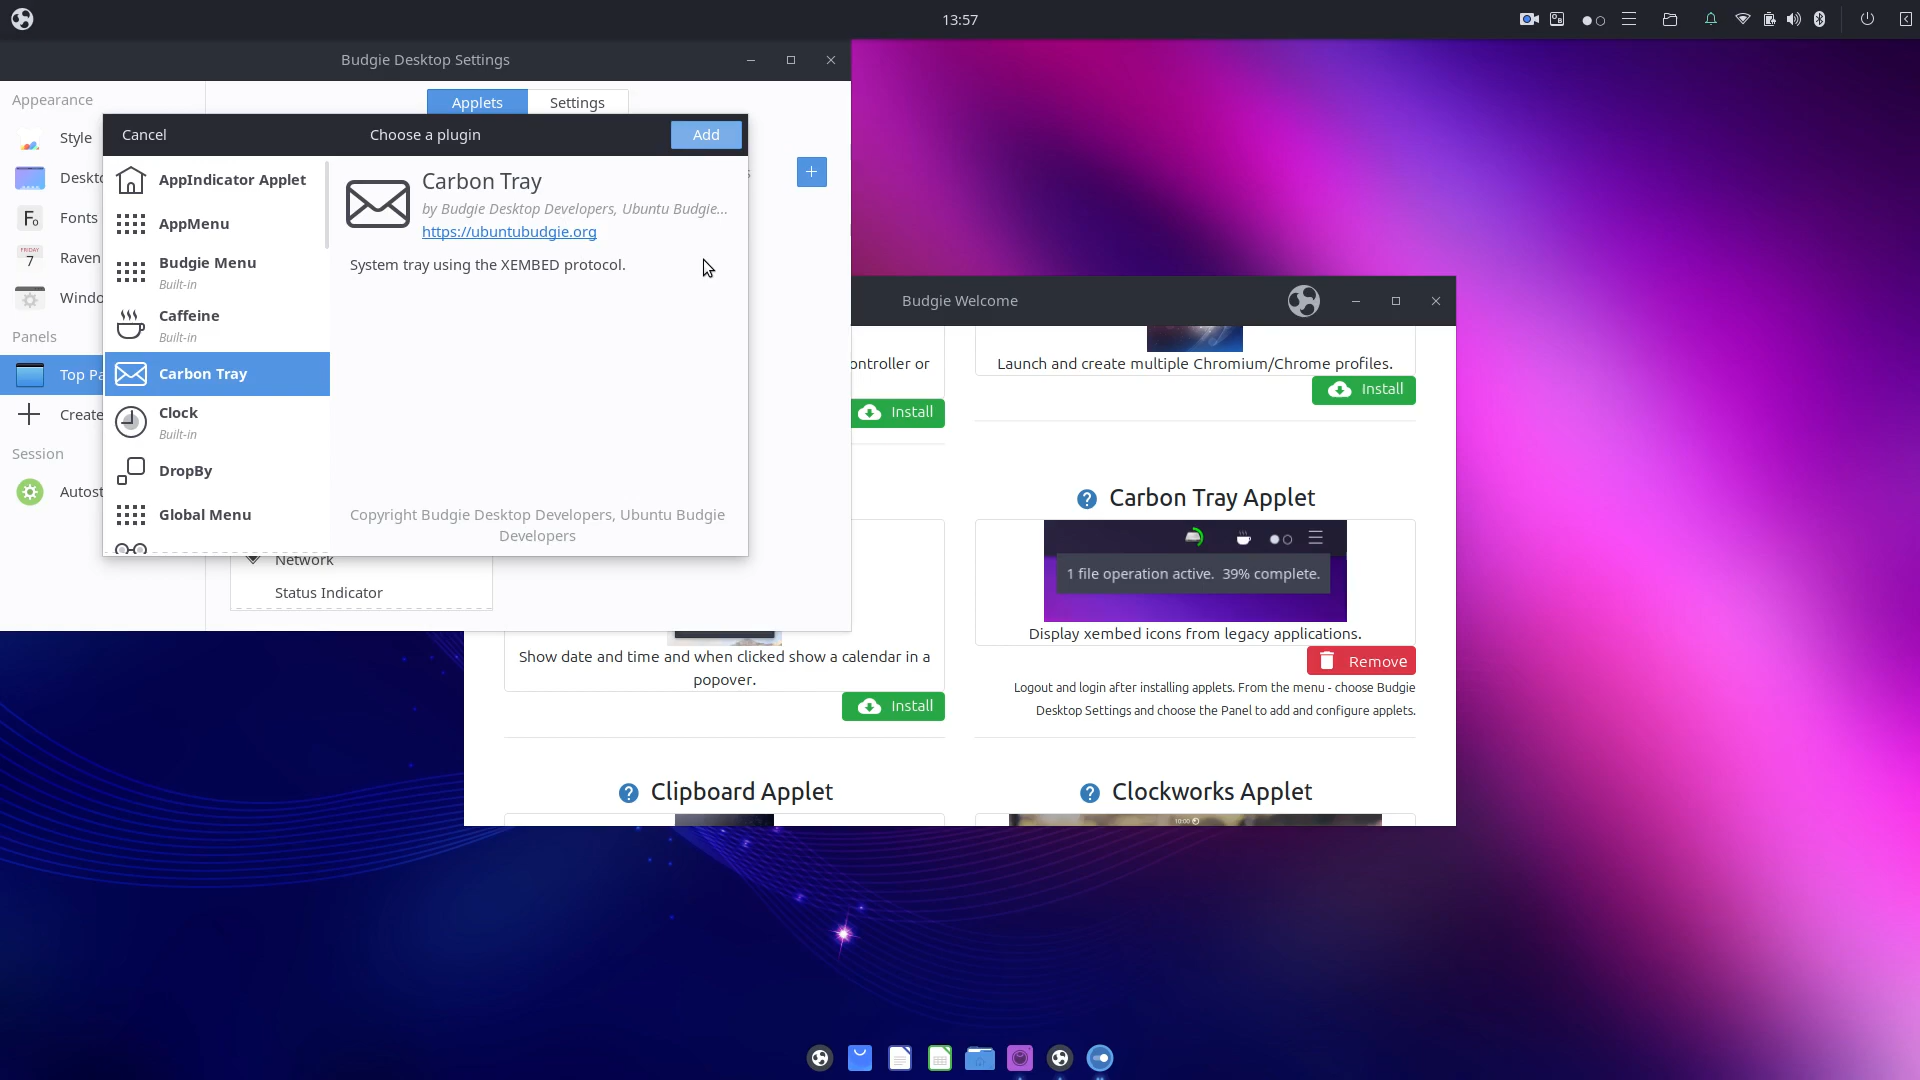 13:57
Budgie Desktop Settings
Appearance
Applets
Settings
Style
Deskto
Fonts
Raven
Windo
Panels
Top Pa
Create
Session
Autost
Network
Status Indicator
Cancel
Choose a plugin
Add
AppIndicator Applet
AppMenu
Budgie Menu
Built-in
Caffeine
Built-in
Carbon Tray
Clock
Built-in
DropBy
Global Menu
Carbon Tray
by Budgie Desktop Developers, Ubuntu Budgie...
https://ubuntubudgie.org
System tray using the XEMBED protocol.
Copyright Budgie Desktop Developers, Ubuntu Budgie
Developers
Budgie Welcome
ontroller or
Install
Launch and create multiple Chromium/Chrome profiles.
Install
Show date and time and when clicked show a calendar in a
popover.
Install
Carbon Tray Applet
1 file operation active. 39% complete.
Display xembed icons from legacy applications.
Remove
Logout and login after installing applets. From the menu - choose Budgie
Desktop Settings and choose the Panel to add and configure applets.
Clipboard Applet
Clockworks Applet
10:00